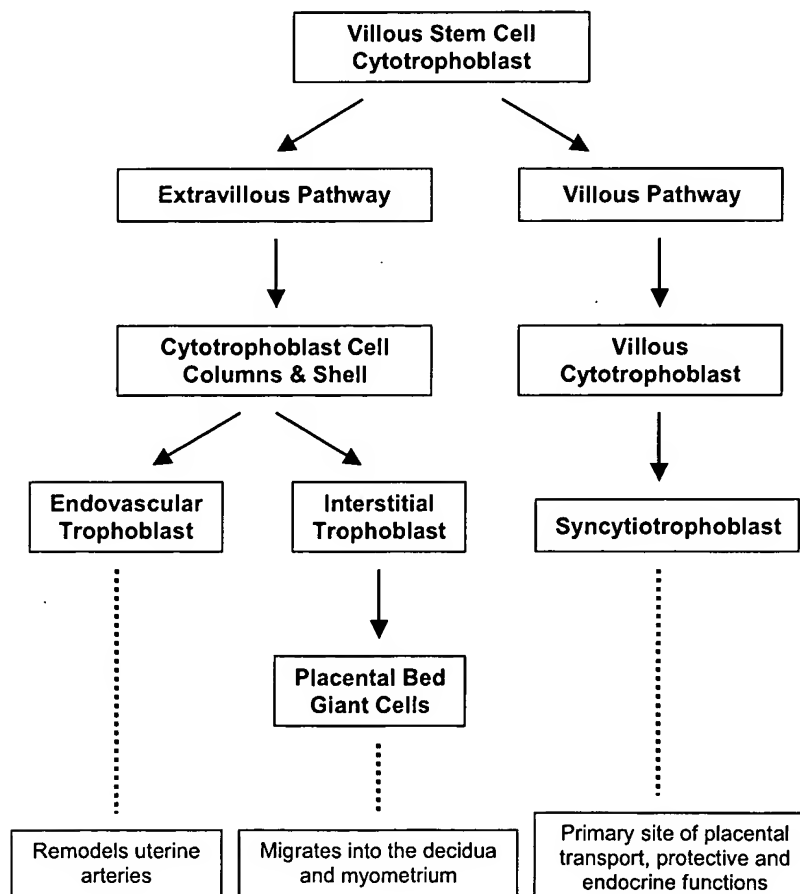 Villous Stem Cell
Cytotrophoblast
Extravillous Pathway
Villous Pathway
Cytotrophoblast Cell
Columns & Shell
Villous
Cytotrophoblast
Endovascular
Trophoblast
Interstitial
Trophoblast
Syncytiotrophoblast
Placental Bed
Giant Cells
Remodels uterine
arteries
Migrates into the decidua
and myometrium
Primary site of placental
transport, protective and
endocrine functions